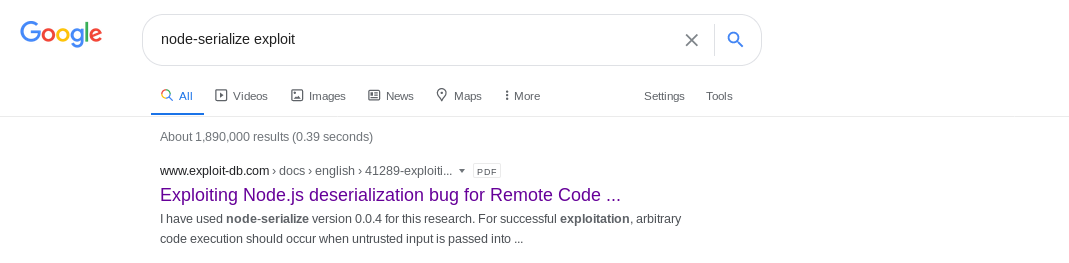 Google
node-serialize exploit
All Videos Images News Maps More Settings Tools
About 1,890,000 results (0.39 seconds)
www.exploit-db.com › docs › english › 41289-exploiti... PDF
Exploiting Node.js deserialization bug for Remote Code ...
I have used node-serialize version 0.0.4 for this research. For successful exploitation, arbitrary
code execution should occur when untrusted input is passed into ...